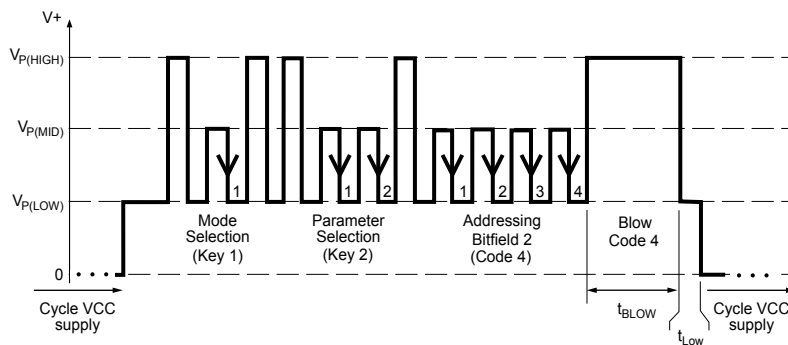 V+
VP(HIGH)
VP(MID)
VP(LOW)
0
1
1
2
1
2
3
4
Mode
Selection
(Key 1)
Parameter
Selection
(Key 2)
Addressing
Bitfield 2
(Code 4)
Blow
Code 4
Cycle VCC
supply
tBLOW
tLow
Cycle VCC
supply